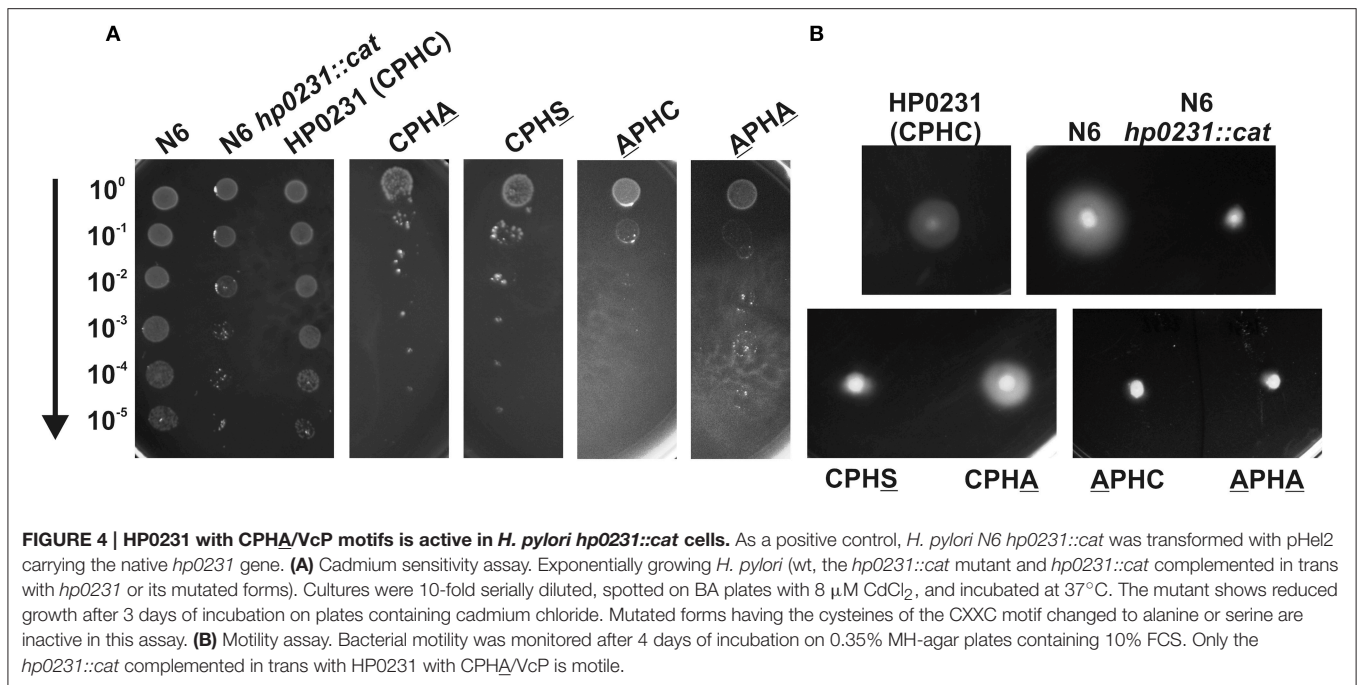 A
B
N6
N6 hp0231::cat
HP0231 (CPHC)
CPHA
CPHS
APHC
APHA
10⁰
10⁻¹
10⁻²
10⁻³
10⁻⁴
10⁻⁵
HP0231
(CPHC)
N6
N6
hp0231::cat
CPHS
CPHA
APHC
APHA
FIGURE 4 | HP0231 with CPHA/VcP motifs is active in H. pylori hp0231::cat cells. As a positive control, H. pylori N6 hp0231::cat was transformed with pHel2
carrying the native hp0231 gene. (A) Cadmium sensitivity assay. Exponentially growing H. pylori (wt, the hp0231::cat mutant and hp0231::cat complemented in trans
with hp0231 or its mutated forms). Cultures were 10-fold serially diluted, spotted on BA plates with 8 μM CdCl₂, and incubated at 37°C. The mutant shows reduced
growth after 3 days of incubation on plates containing cadmium chloride. Mutated forms having the cysteines of the CXXC motif changed to alanine or serine are
inactive in this assay. (B) Motility assay. Bacterial motility was monitored after 4 days of incubation on 0.35% MH-agar plates containing 10% FCS. Only the
hp0231::cat complemented in trans with HP0231 with CPHA/VcP is motile.